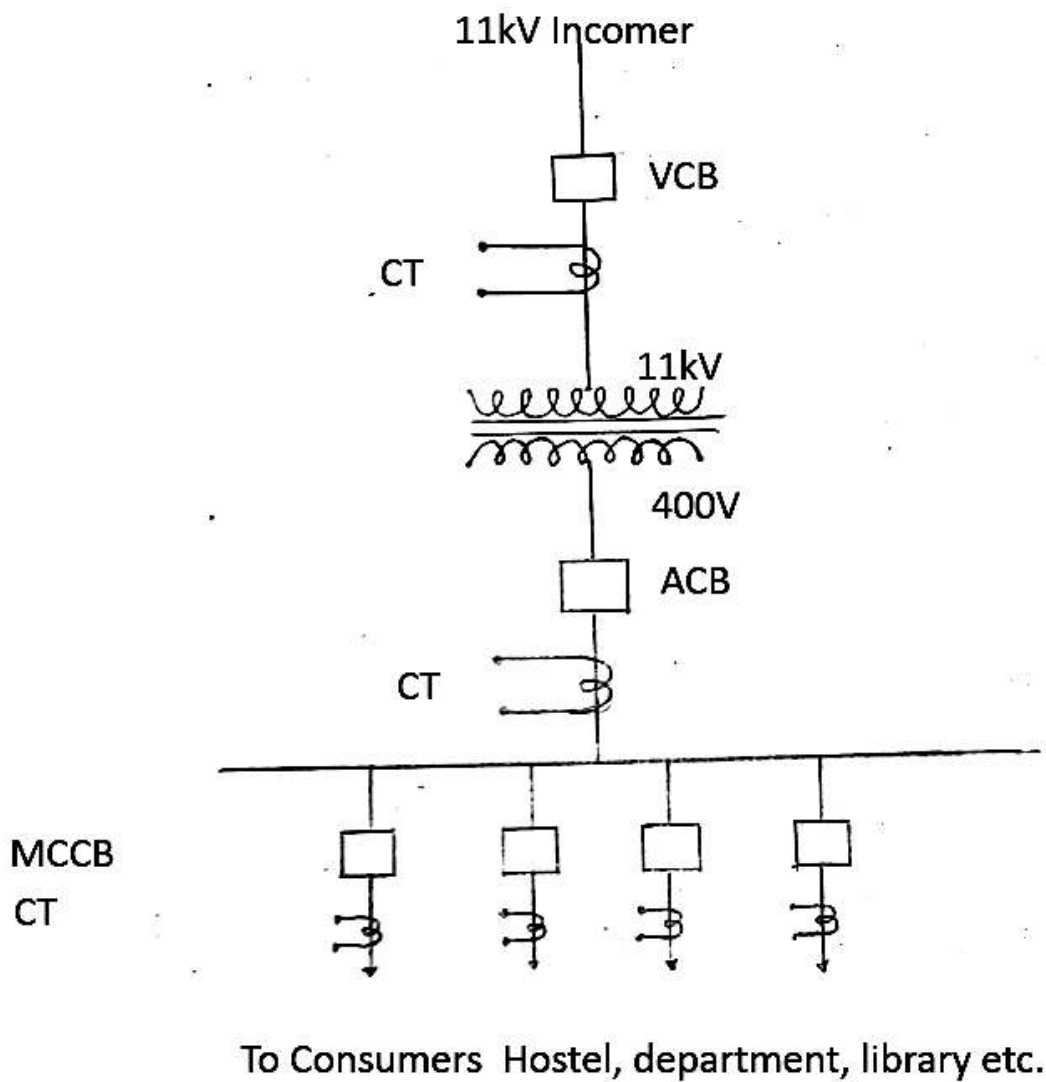 11kV Incomer
VCB
CT
11kV
400V
ACB
CT
MCCB
CT
To Consumers Hostel, department, library etc.